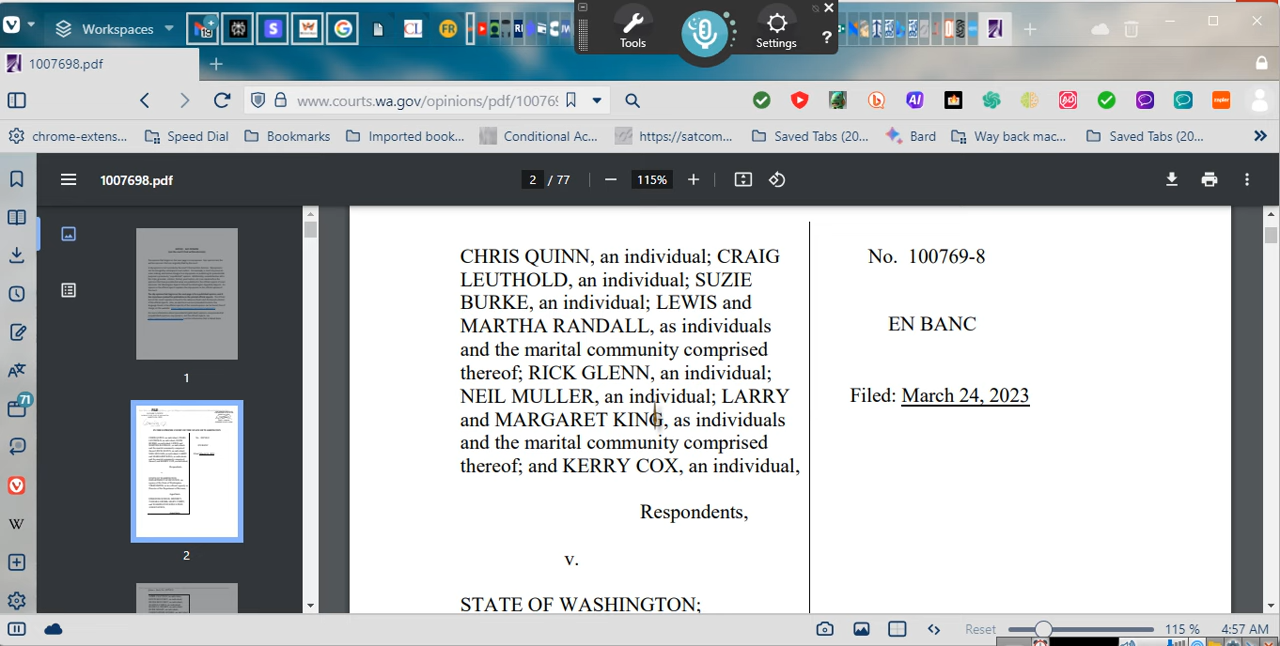 Workspaces
19
S
G
CL
FR
Tools
Settings
?
1007698.pdf
www.courts.wa.gov/opinions/pdf/10076
chrome-extens...
Speed Dial
Bookmarks
Imported book...
Conditional Ac...
https://satcom...
Saved Tabs (20...
Bard
Way back mac...
Saved Tabs (20...
1007698.pdf
2 / 77
115%
1
2
71
W
CHRIS QUINN, an individual; CRAIG
LEUTHOLD, an individual; SUZIE
BURKE, an individual; LEWIS and
MARTHA RANDALL, as individuals
and the marital community comprised
thereof; RICK GLENN, an individual;
NEIL MULLER, an individual; LARRY
and MARGARET KING, as individuals
and the marital community comprised
thereof; and KERRY COX, an individual,
Respondents,
v.
STATE OF WASHINGTON;
No. 100769-8
EN BANC
Filed: March 24, 2023
Reset
115 %
4:57 AM